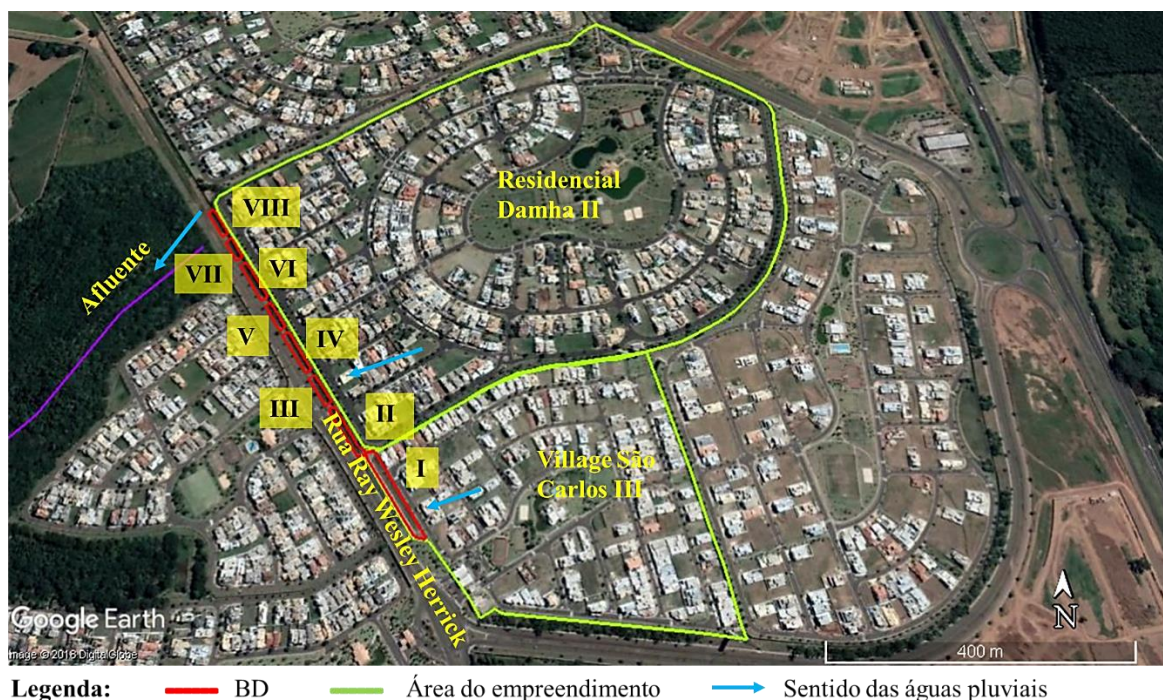 Residencial
Damha II
VIII
Afluente
VII
VI
V
IV
III
II
I
Rua Ray Wesley Herrick
Village São
Carlos III
N
400 m
Google Earth
Image © 2018 DigitalGlobe
Legenda:
BD
Área do empreendimento
Sentido das águas pluviais